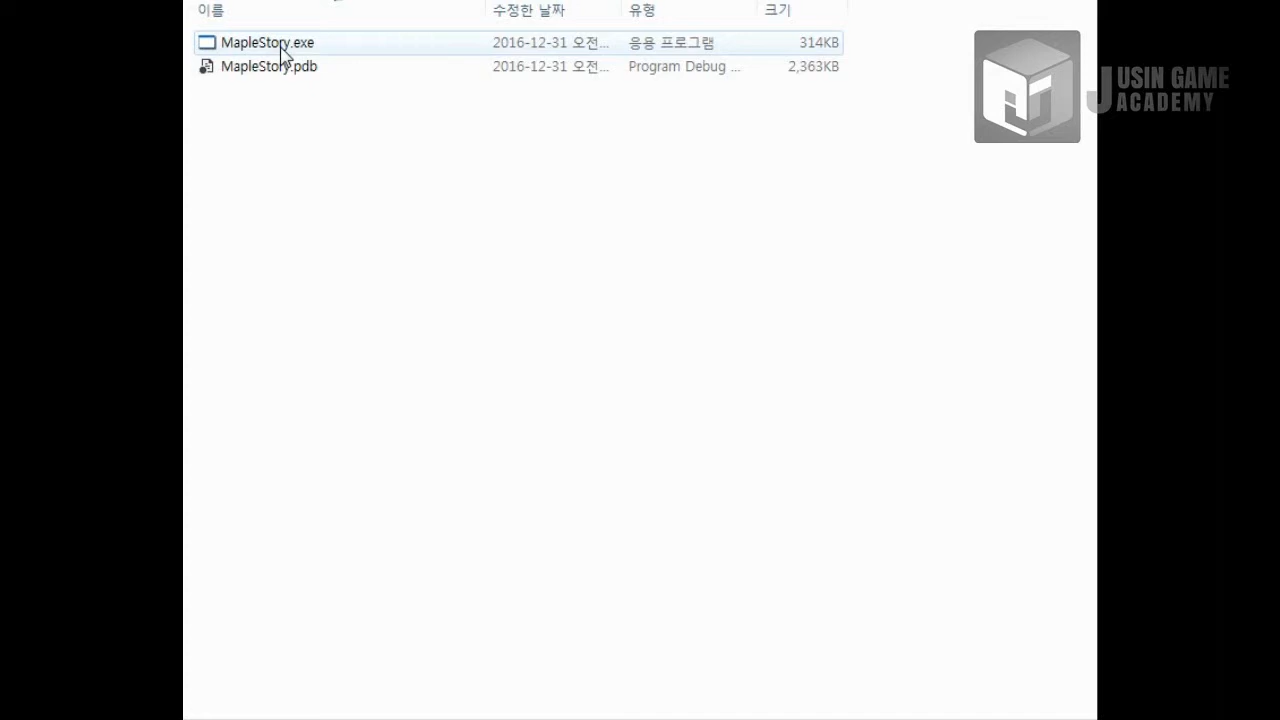 이름 수정한 날짜 유형 크기
MapleStory.exe 2016-12-31 오전... 응용 프로그램 314KB
MapleStory.pdb 2016-12-31 오전... Program Debug ... 2,363KB
JUSIN GAME
ACADEMY